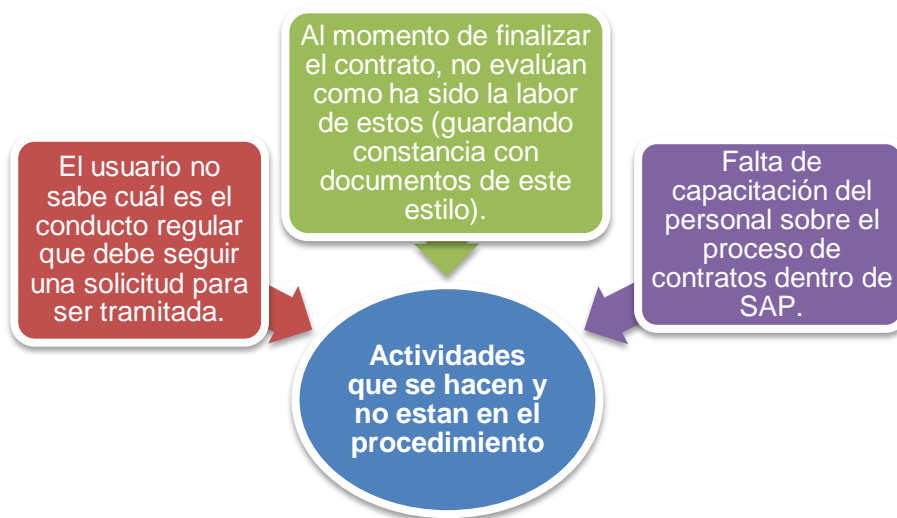 El usuario no
sabe cuál es el
conducto regular
que debe seguir
una solicitud para
ser tramitada.
Al momento de finalizar
el contrato, no evalúan
como ha sido la labor
de estos (guardando
constancia con
documentos de este
estilo).
Falta de
capacitación del
personal sobre el
proceso de
contratos dentro de
SAP.
Actividades
que se hacen y
no estan en el
procedimiento